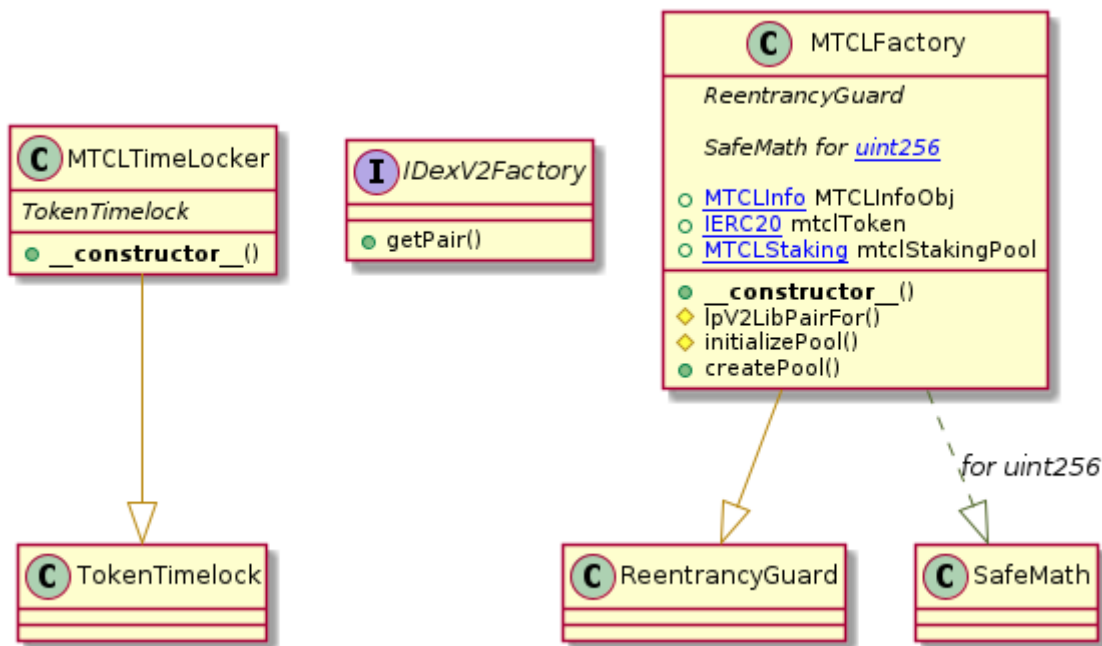 C MTCLTimeLocker
TokenTimelock
__constructor__()
I IDexV2Factory
getPair()
C MTCLFactory
ReentrancyGuard
SafeMath for uint256
MTCLInfo MTCLInfoObj
IERC20 mtclToken
MTCLStaking mtclStakingPool
__constructor__()
lpV2LibPairFor()
initializePool()
createPool()
for uint256
C TokenTimelock
C ReentrancyGuard
C SafeMath